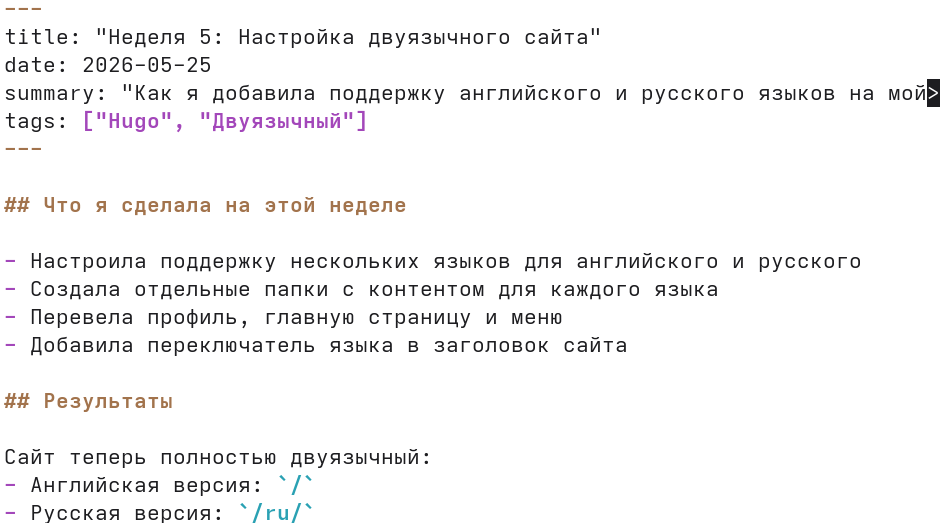 ---
title: "Неделя 5: Настройка двуязычного сайта"
date: 2026-05-25
summary: "Как я добавила поддержку английского и русского языков на мой>
tags: ["Hugo", "Двуязычный"]
---
## Что я сделала на этой неделе
- Настроила поддержку нескольких языков для английского и русского
- Создала отдельные папки с контентом для каждого языка
- Перевела профиль, главную страницу и меню
- Добавила переключатель языка в заголовок сайта
## Результаты
Сайт теперь полностью двуязычный:
- Английская версия: `/`
- Русская версия: `/ru/`